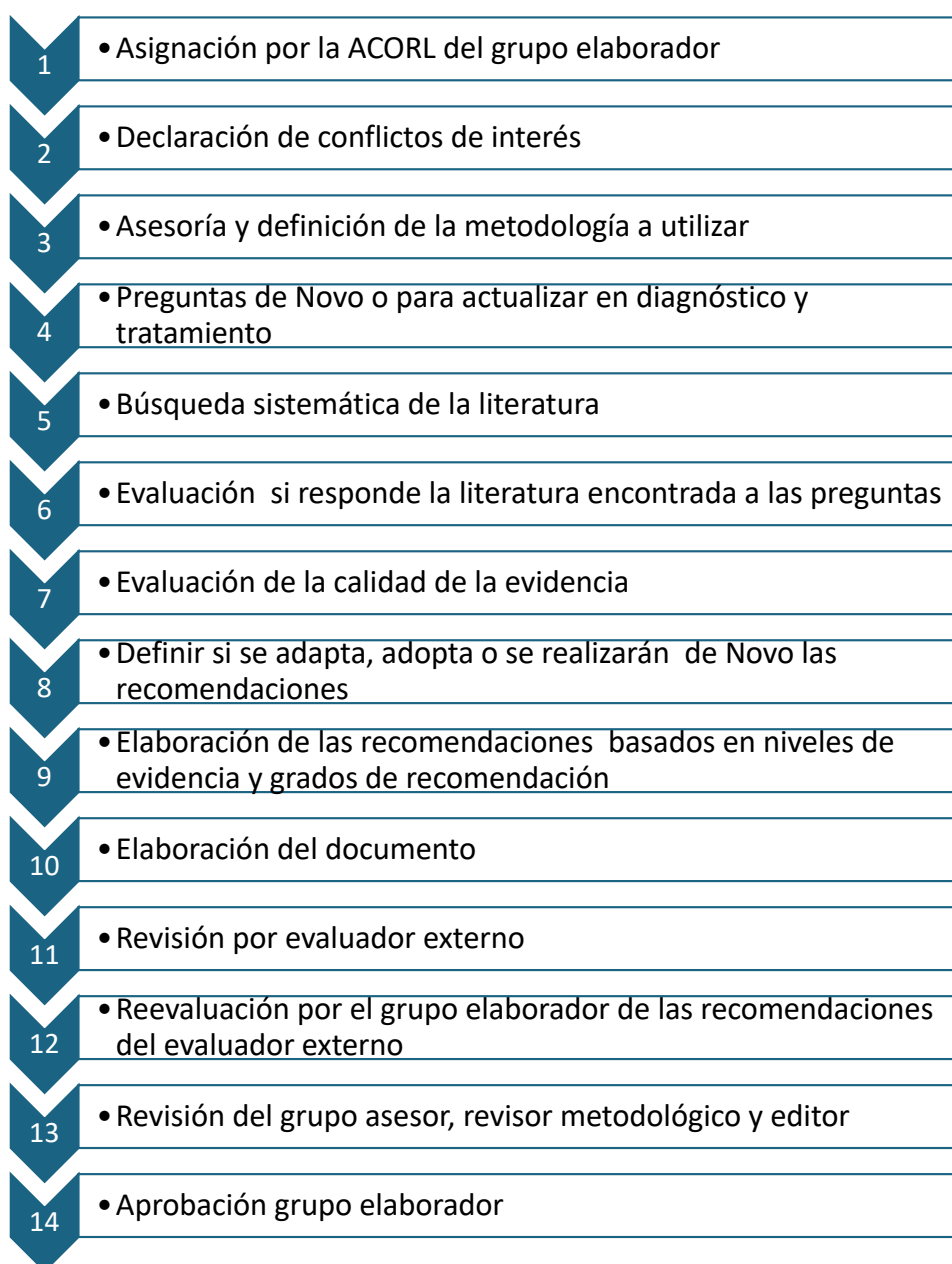 1
• Asignación por la ACORL del grupo elaborador
2
• Declaración de conflictos de interés
3
• Asesoría y definición de la metodología a utilizar
4
• Preguntas de Novo o para actualizar en diagnóstico y
tratamiento
5
• Búsqueda sistemática de la literatura
6
• Evaluación  si responde la literatura encontrada a las preguntas
7
• Evaluación de la calidad de la evidencia
8
• Definir si se adapta, adopta o se realizarán  de Novo las
recomendaciones
9
• Elaboración de las recomendaciones  basados en niveles de
evidencia y grados de recomendación
10
• Elaboración del documento
11
• Revisión por evaluador externo
12
• Reevaluación por el grupo elaborador de las recomendaciones
del evaluador externo
13
• Revisión del grupo asesor, revisor metodológico y editor
14
• Aprobación grupo elaborador